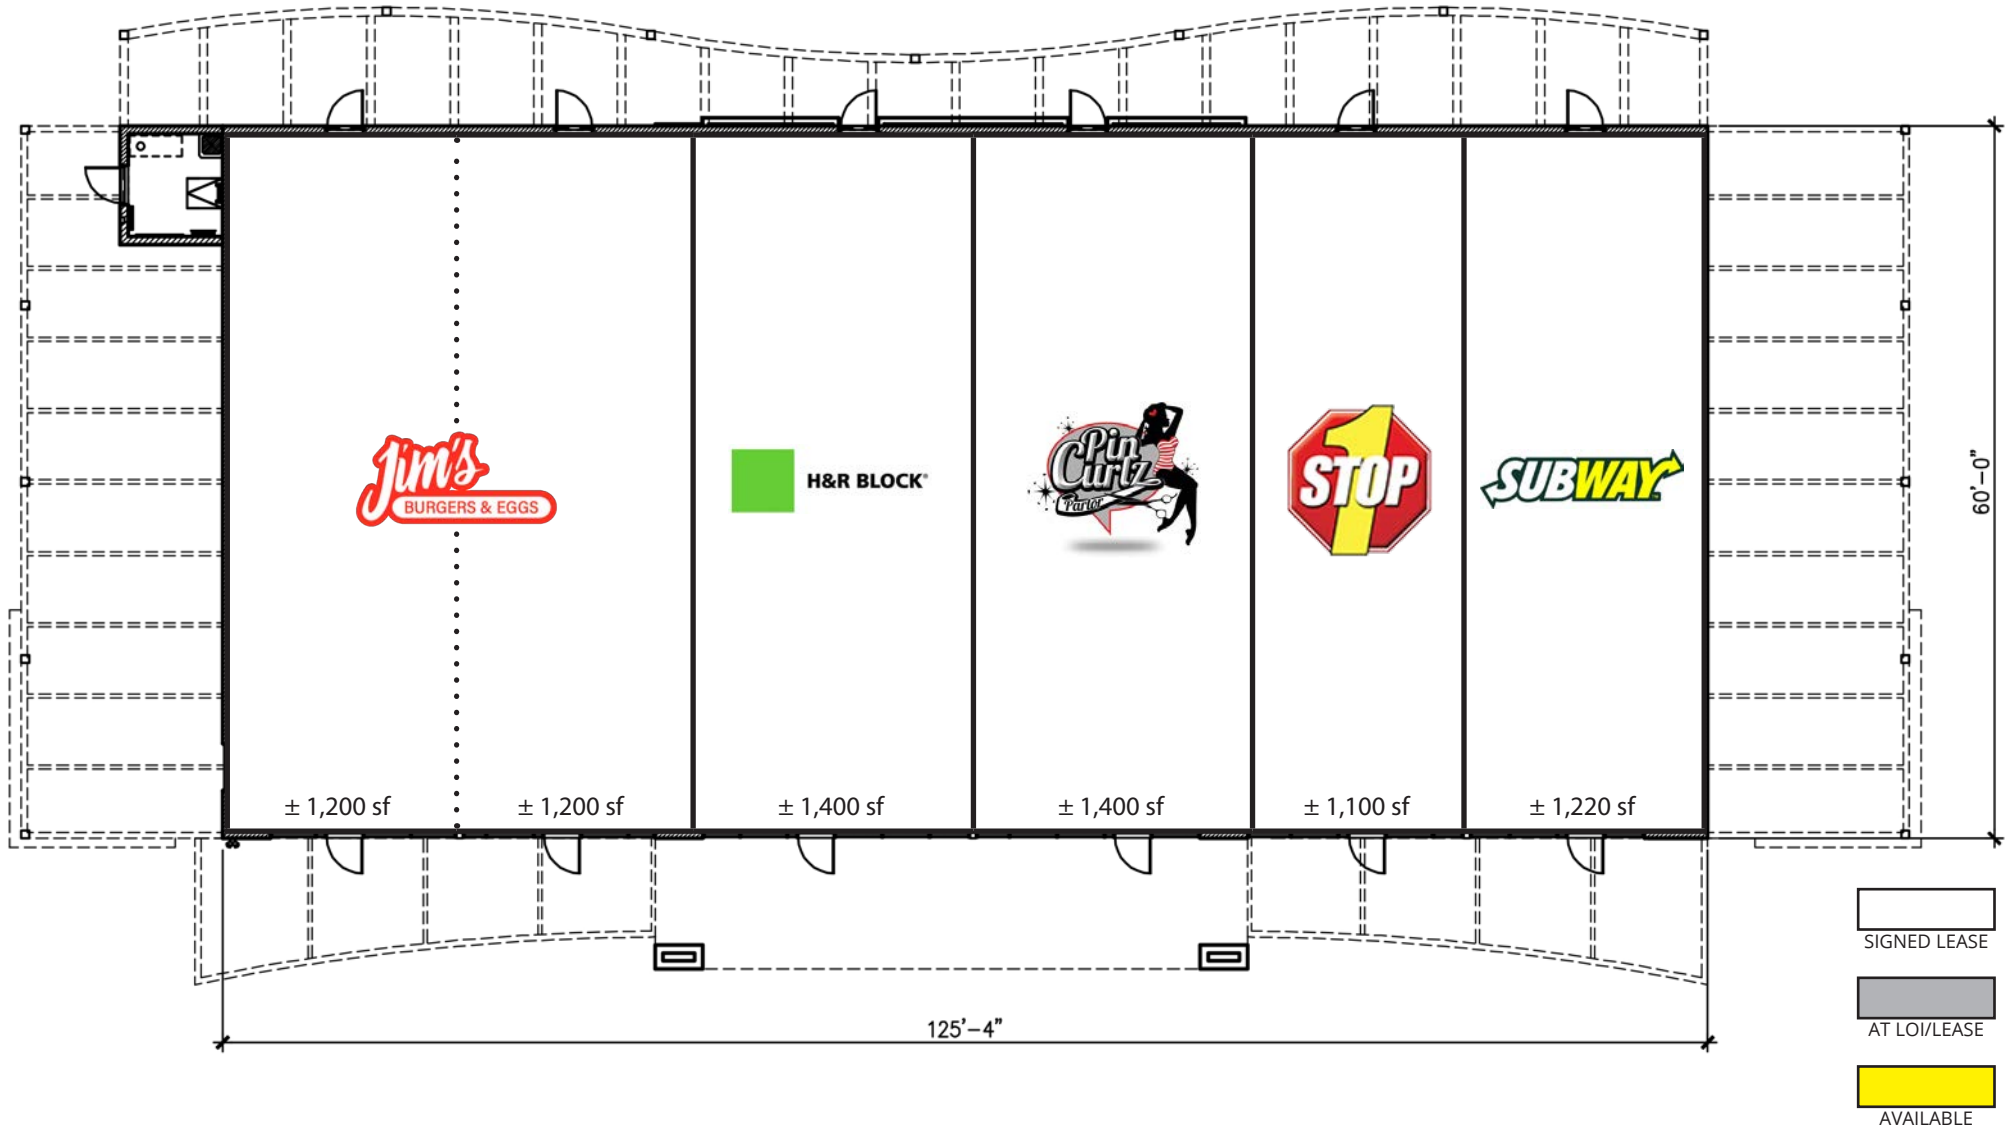 Jim's
BURGERS & EGGS
H&R BLOCK®
Pin
Curlz
Parlor
1
STOP
SUBWAY
± 1,200 sf
± 1,200 sf
± 1,400 sf
± 1,400 sf
± 1,100 sf
± 1,220 sf
60’–0”
125’–4”
SIGNED LEASE
AT LOI/LEASE
AVAILABLE